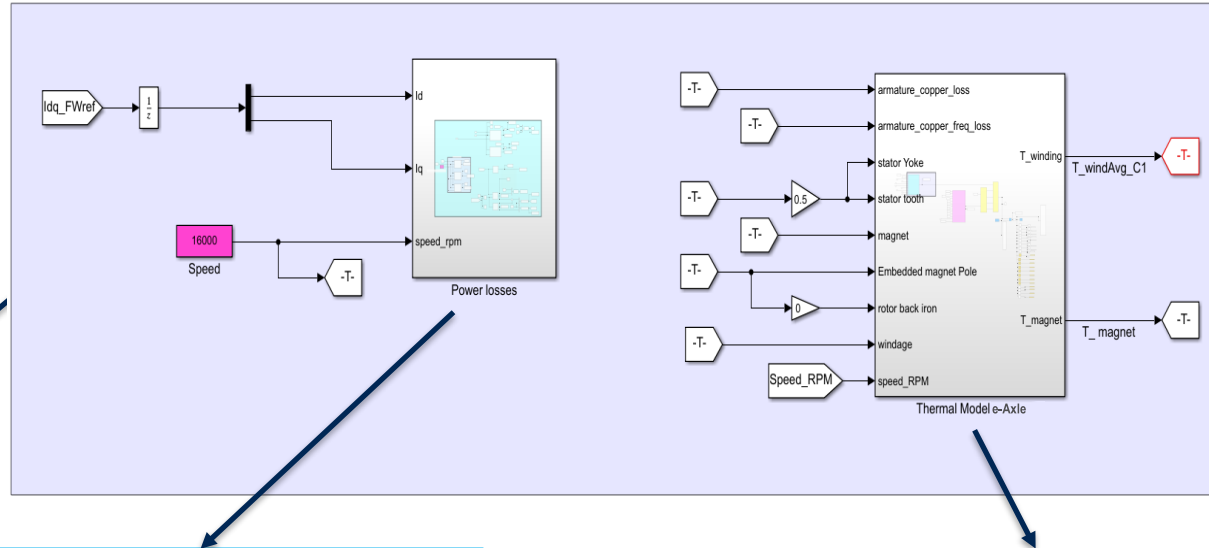 Idq_FWref
1
z
Id
Iq
speed_rpm
Power losses
16000
Speed
-T-
-T-
armature_copper_loss
-T-
armature_copper_freq_loss
stator Yoke
-T-
0.5
stator tooth
-T-
magnet
-T-
Embedded magnet Pole
0
rotor back iron
-T-
windage
Speed_RPM
speed_RPM
T_winding
T_windAvg_C1
-T-
T_magnet
T_ magnet
-T-
Thermal Model e-Axle